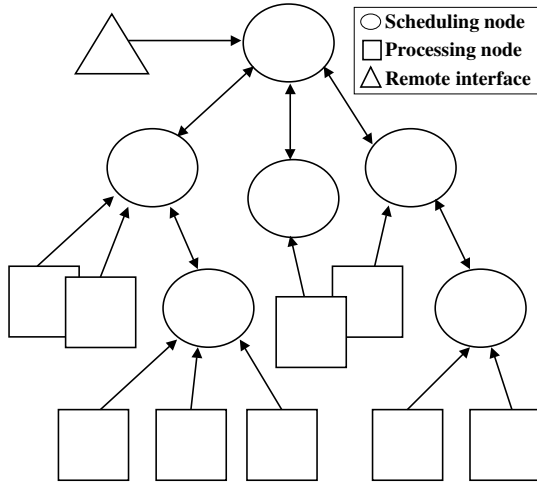 Scheduling node
Processing node
Remote interface